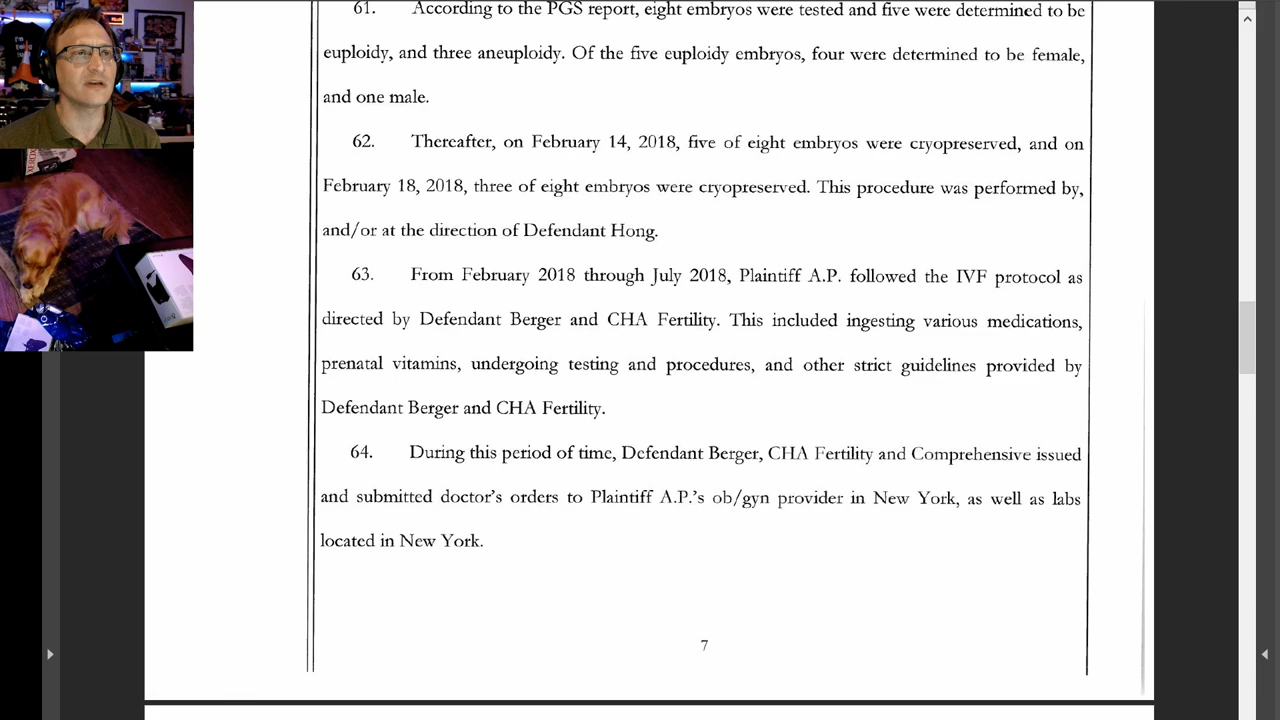 61. According to the PGS report, eight embryos were tested and five were determined to be
euploidy, and three aneuploidy. Of the five euploidy embryos, four were determined to be female,
and one male.
62. Thereafter, on February 14, 2018, five of eight embryos were cryopreserved, and on
February 18, 2018, three of eight embryos were cryopreserved. This procedure was performed by,
and/or at the direction of Defendant Hong.
63. From February 2018 through July 2018, Plaintiff A.P. followed the IVF protocol as
directed by Defendant Berger and CHA Fertility. This included ingesting various medications,
prenatal vitamins, undergoing testing and procedures, and other strict guidelines provided by
Defendant Berger and CHA Fertility.
64. During this period of time, Defendant Berger, CHA Fertility and Comprehensive issued
and submitted doctor's orders to Plaintiff A.P.'s ob/gyn provider in New York, as well as labs
located in New York.
7
XEROX